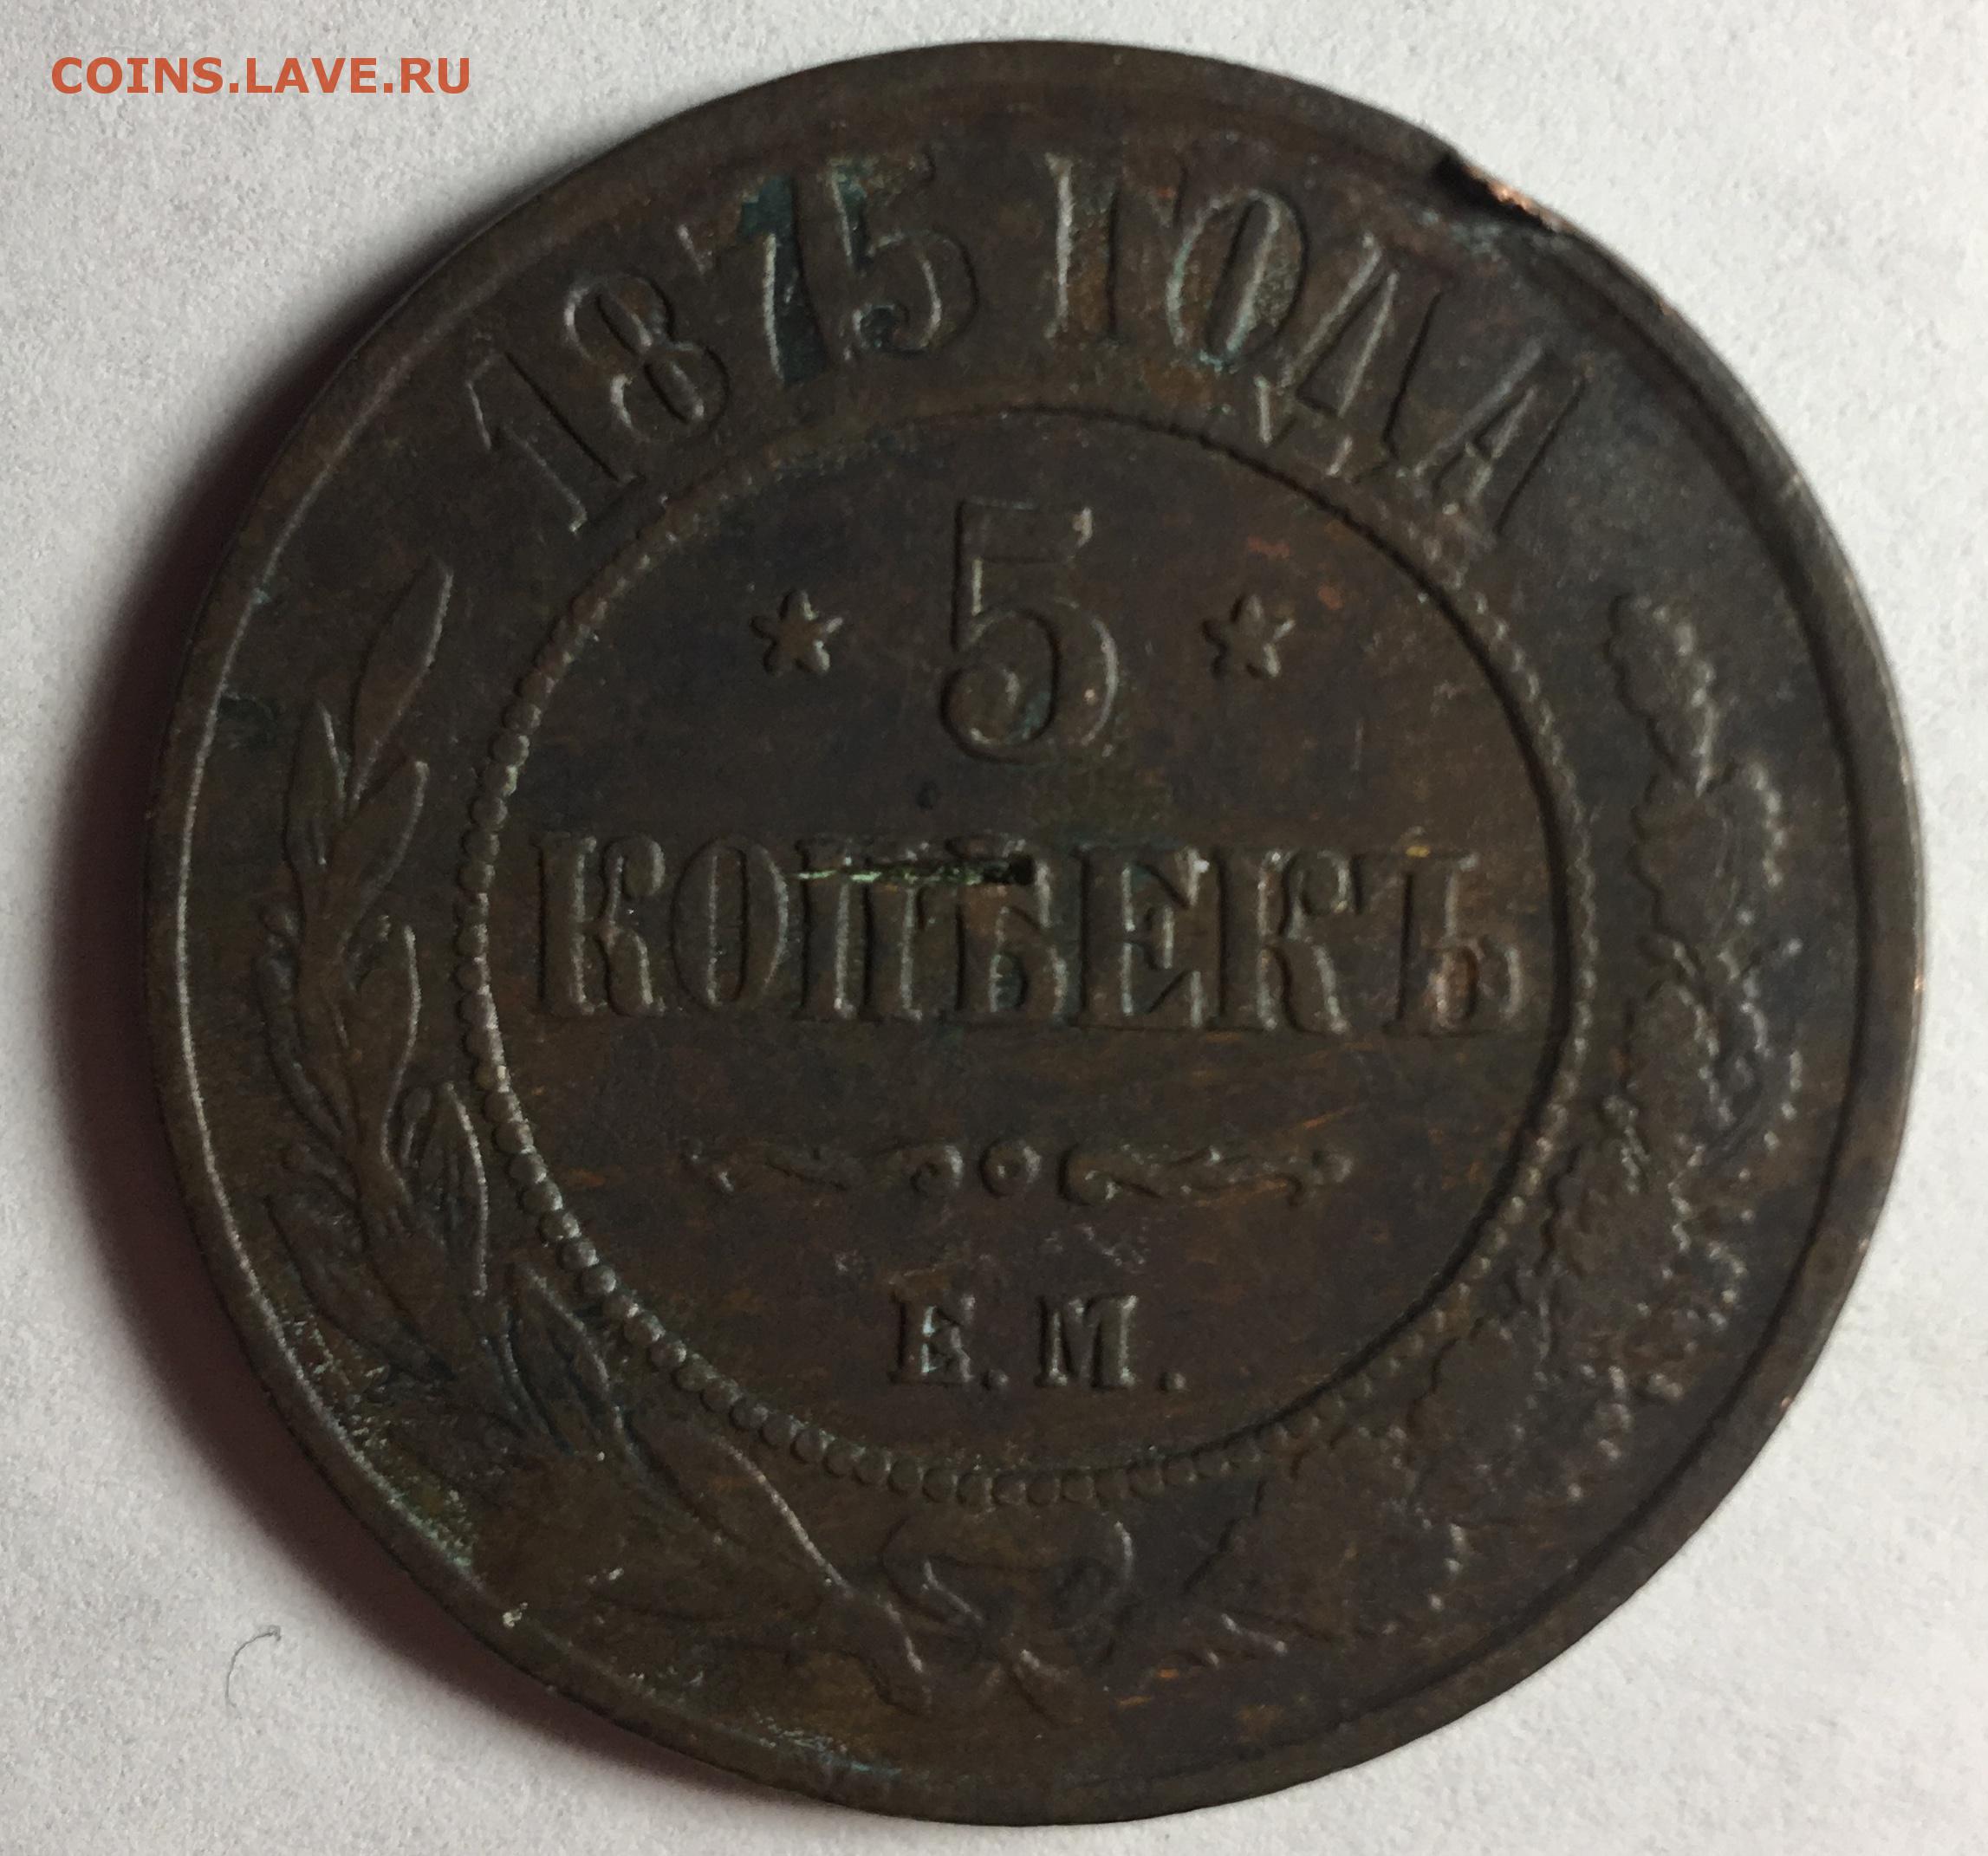 COINS.LAVE.RU
1875 ГОДА
* 5 *
КОПѢЕКЪ
Е.М.